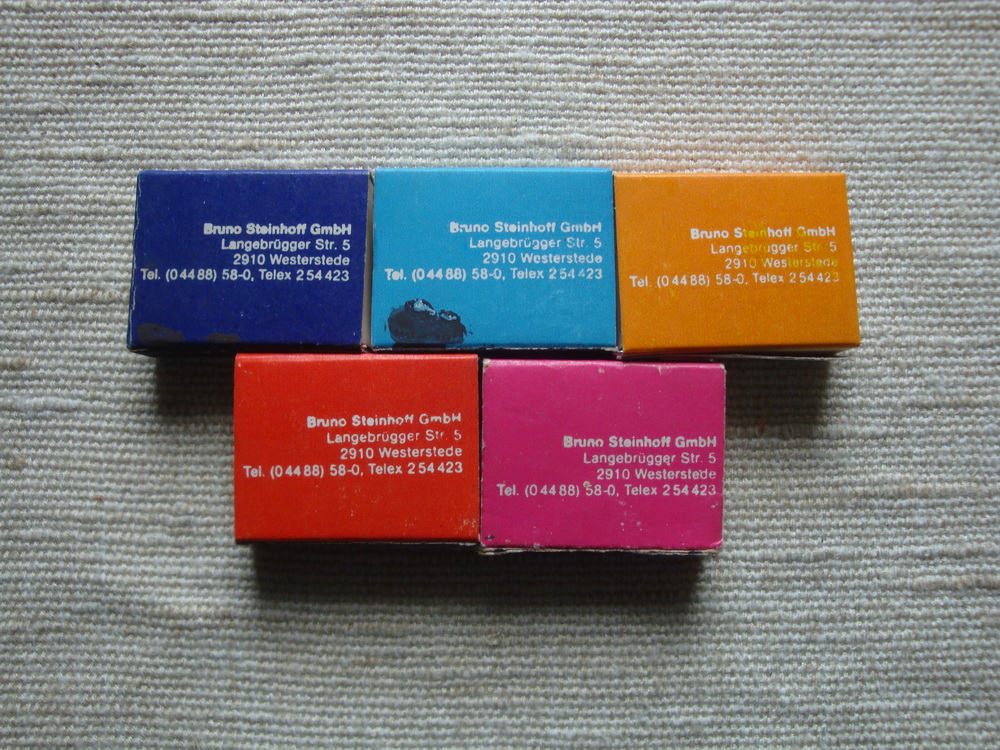 Bruno Steinhoff GmbH
Langebrügger Str. 5
2910 Westerstede
Tel. (04488) 58-0, Telex 254423
Bruno Steinhoff GmbH
Langebrügger Str. 5
2910 Westerstede
Tel. (04488) 58-0, Telex 254423
Bruno Steinhoff GmbH
Langebrügger Str. 5
2910 Westerstede
Tel. (04488) 58-0, Telex 254423
Bruno Steinhoff GmbH
Langebrügger Str. 5
2910 Westerstede
Tel. (04488) 58-0, Telex 254423
Bruno Steinhoff GmbH
Langebrügger Str. 5
2910 Westerstede
Tel. (04488) 58-0, Telex 254423